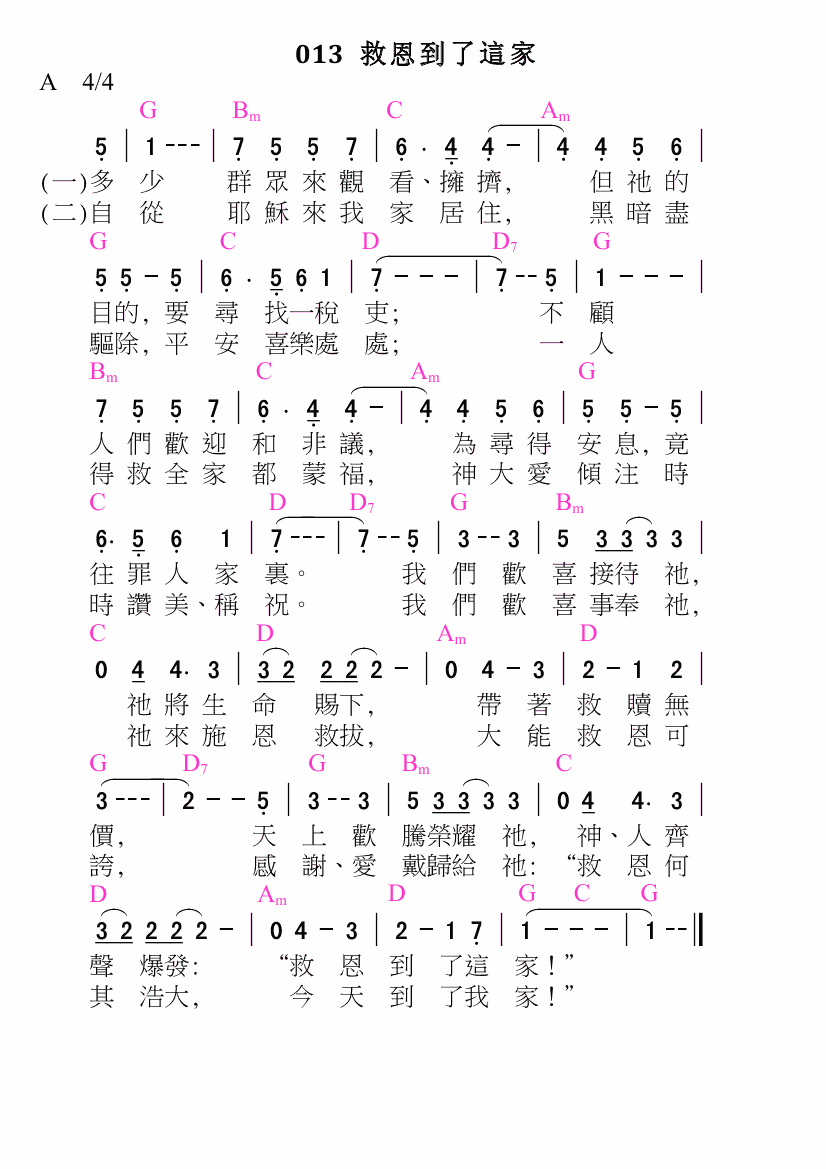 013 救恩到了這家
A 4/4
G Bm C Am
5 | 1 --- | 7 5 5 7 | 6 · 4 4 - | 4 4 5 6 |
(一)多 少 群 眾 來 觀 看、擁 擠, 但 祂 的
(二)自 從 耶 穌 來 我 家 居 住, 黑 暗 盡
G C D D7 G
5 5 - 5 | 6 · 5 6 1 | 7 - - - | 7 -- 5 | 1 - - - |
目的, 要 尋 找一稅 吏; 不 顧
驅除, 平 安 喜樂處 處; 一 人
Bm C Am G
7 5 5 7 | 6 · 4 4 - | 4 4 5 6 | 5 5 - 5 |
人 們 歡 迎 和 非 議, 為 尋 得 安 息, 竟
得 救 全 家 都 蒙 福, 神 大 愛 傾 注 時
C D D7 G Bm
6· 5 6 1 | 7 --- | 7 -- 5 | 3 -- 3 | 5 3 3 3 3 |
往 罪 人 家 裏。 我 們 歡 喜 接待 祂,
時 讚 美、稱 祝。 我 們 歡 喜 事奉 祂,
C D Am D
0 4 4· 3 | 3 2 2 2 2 - | 0 4 - 3 | 2 - 1 2 |
祂 將 生 命 賜下, 帶 著 救 贖 無
祂 來 施 恩 救拔, 大 能 救 恩 可
G D7 G Bm C
3 --- | 2 - - 5 | 3 -- 3 | 5 3 3 3 3 | 0 4 4· 3 |
價, 天 上 歡 騰榮耀 祂, 神、人 齊
誇, 感 謝、愛 戴歸給 祂: “救 恩 何
D Am D G C G
3 2 2 2 2 - | 0 4 - 3 | 2 - 1 7 | 1 - - - | 1 -- ||
聲 爆發: “救 恩 到 了這 家!”
其 浩大, 今 天 到 了我 家!”